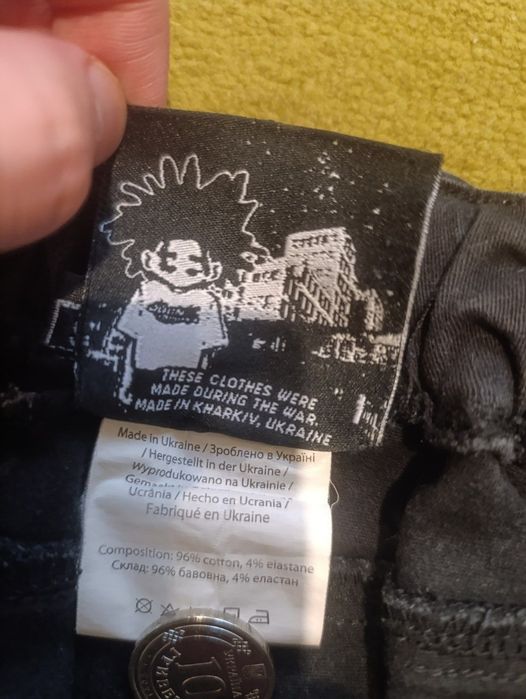 THESE CLOTHES WERE
MADE DURING THE WAR.
MADE IN KHARKIV, UKRAINE
Made in Ukraine / Зроблено в Україні
/ Hergestellt in der Ukraine /
Wyprodukowano na Ukrainie /
Ucrânia / Hecho en Ucrania /
Fabriqué en Ukraine
Composition: 96% cotton, 4% elastane
Склад: 96% бавовна, 4% еластан
10